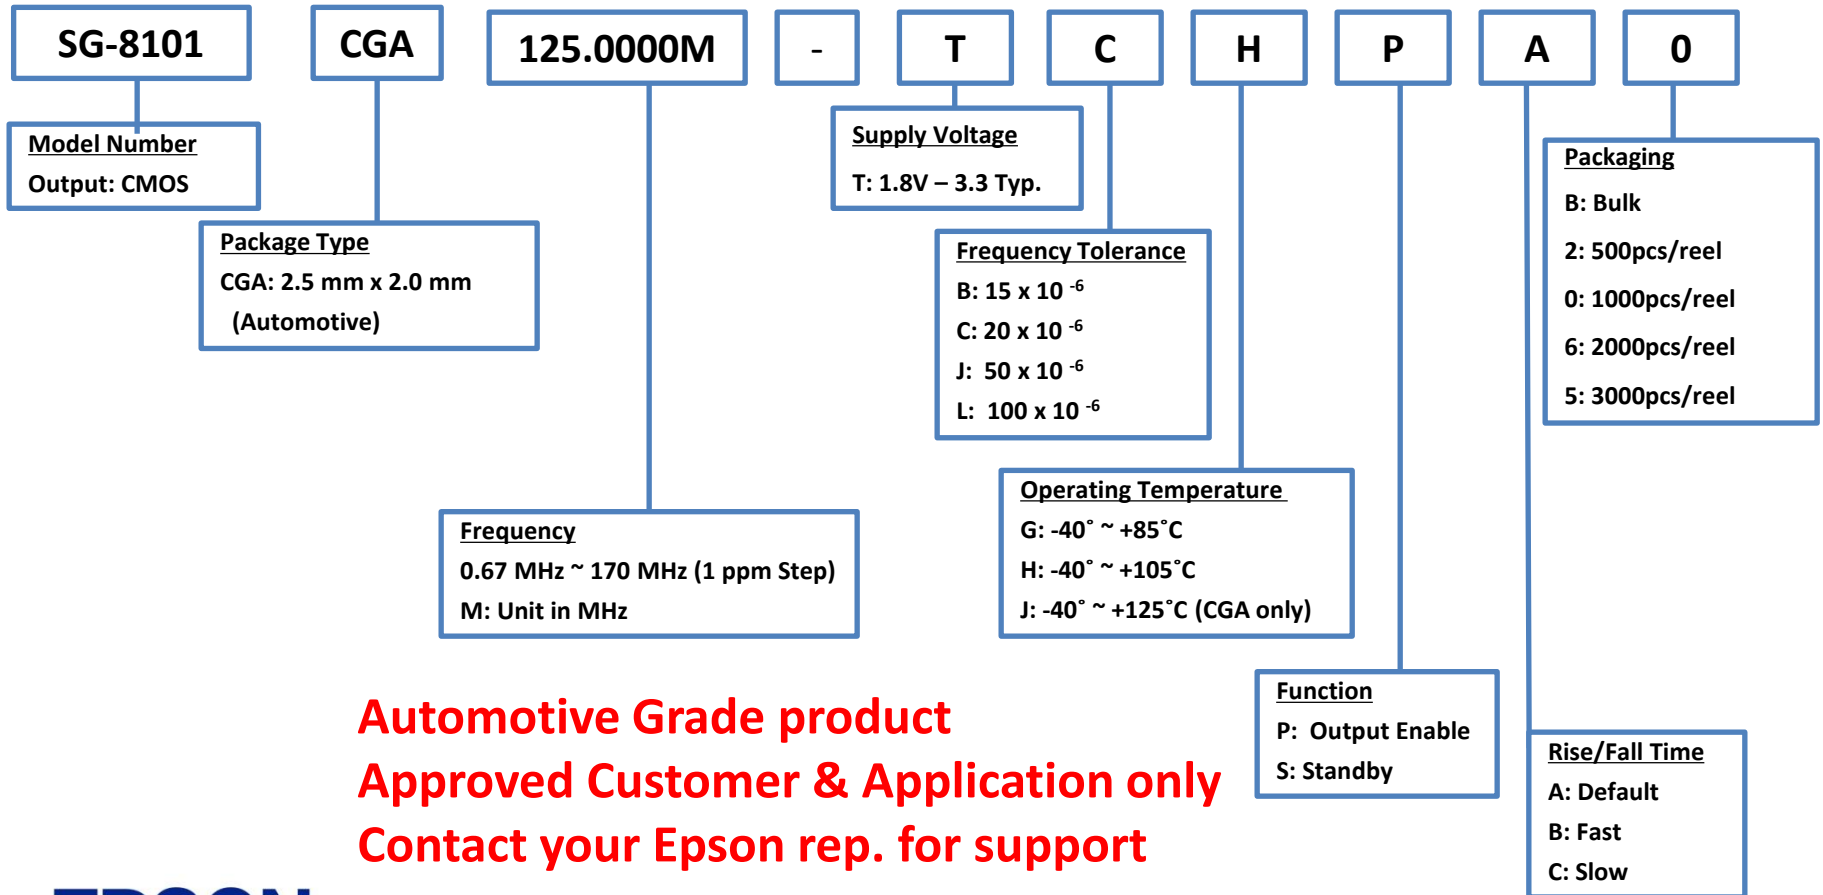 SG-8101 CGA 125.0000M - T C H P A 0
Model Number
Output: CMOS
Package Type
CGA: 2.5 mm x 2.0 mm
(Automotive)
Frequency
0.67 MHz ~ 170 MHz (1 ppm Step)
M: Unit in MHz
Supply Voltage
T: 1.8V – 3.3 Typ.
Frequency Tolerance
B: 15 x 10 -6
C: 20 x 10 -6
J: 50 x 10 -6
L: 100 x 10 -6
Operating Temperature
G: -40˚ ~ +85˚C
H: -40˚ ~ +105˚C
J: -40˚ ~ +125˚C (CGA only)
Function
P: Output Enable
S: Standby
Rise/Fall Time
A: Default
B: Fast
C: Slow
Packaging
B: Bulk
2: 500pcs/reel
0: 1000pcs/reel
6: 2000pcs/reel
5: 3000pcs/reel
Automotive Grade product
Approved Customer & Application only
Contact your Epson rep. for support
EPSON